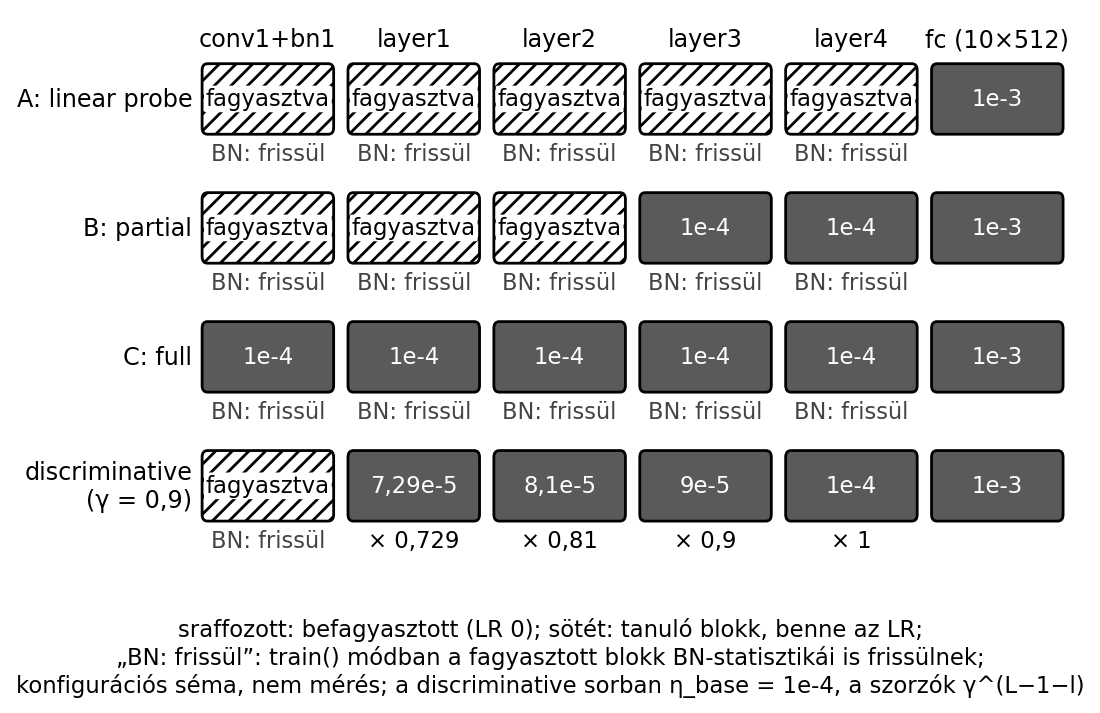 conv1+bn1 layer1 layer2 layer3 layer4 fc (10×512)
A: linear probe fagyasztva fagyasztva fagyasztva fagyasztva fagyasztva 1e-3
BN: frissül BN: frissül BN: frissül BN: frissül BN: frissül
B: partial fagyasztva fagyasztva fagyasztva 1e-4 1e-4 1e-3
BN: frissül BN: frissül BN: frissül BN: frissül BN: frissül
C: full 1e-4 1e-4 1e-4 1e-4 1e-4 1e-3
BN: frissül BN: frissül BN: frissül BN: frissül BN: frissül
discriminative
(γ = 0,9) fagyasztva 7,29e-5 8,1e-5 9e-5 1e-4 1e-3
BN: frissül × 0,729 × 0,81 × 0,9 × 1
sraffozott: befagyasztott (LR 0); sötét: tanuló blokk, benne az LR;
„BN: frissül”: train() módban a fagyasztott blokk BN-statisztikái is frissülnek;
konfigurációs séma, nem mérés; a discriminative sorban η_base = 1e-4, a szorzók γ^(L−1−l)